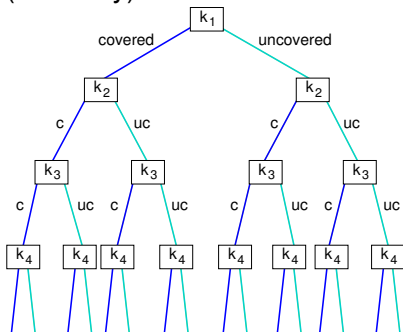 k1
covered uncovered
k2 k2
c uc c uc
k3 k3 k3 k3
c uc c uc c uc c uc
k4 k4 k4 k4 k4 k4 k4 k4